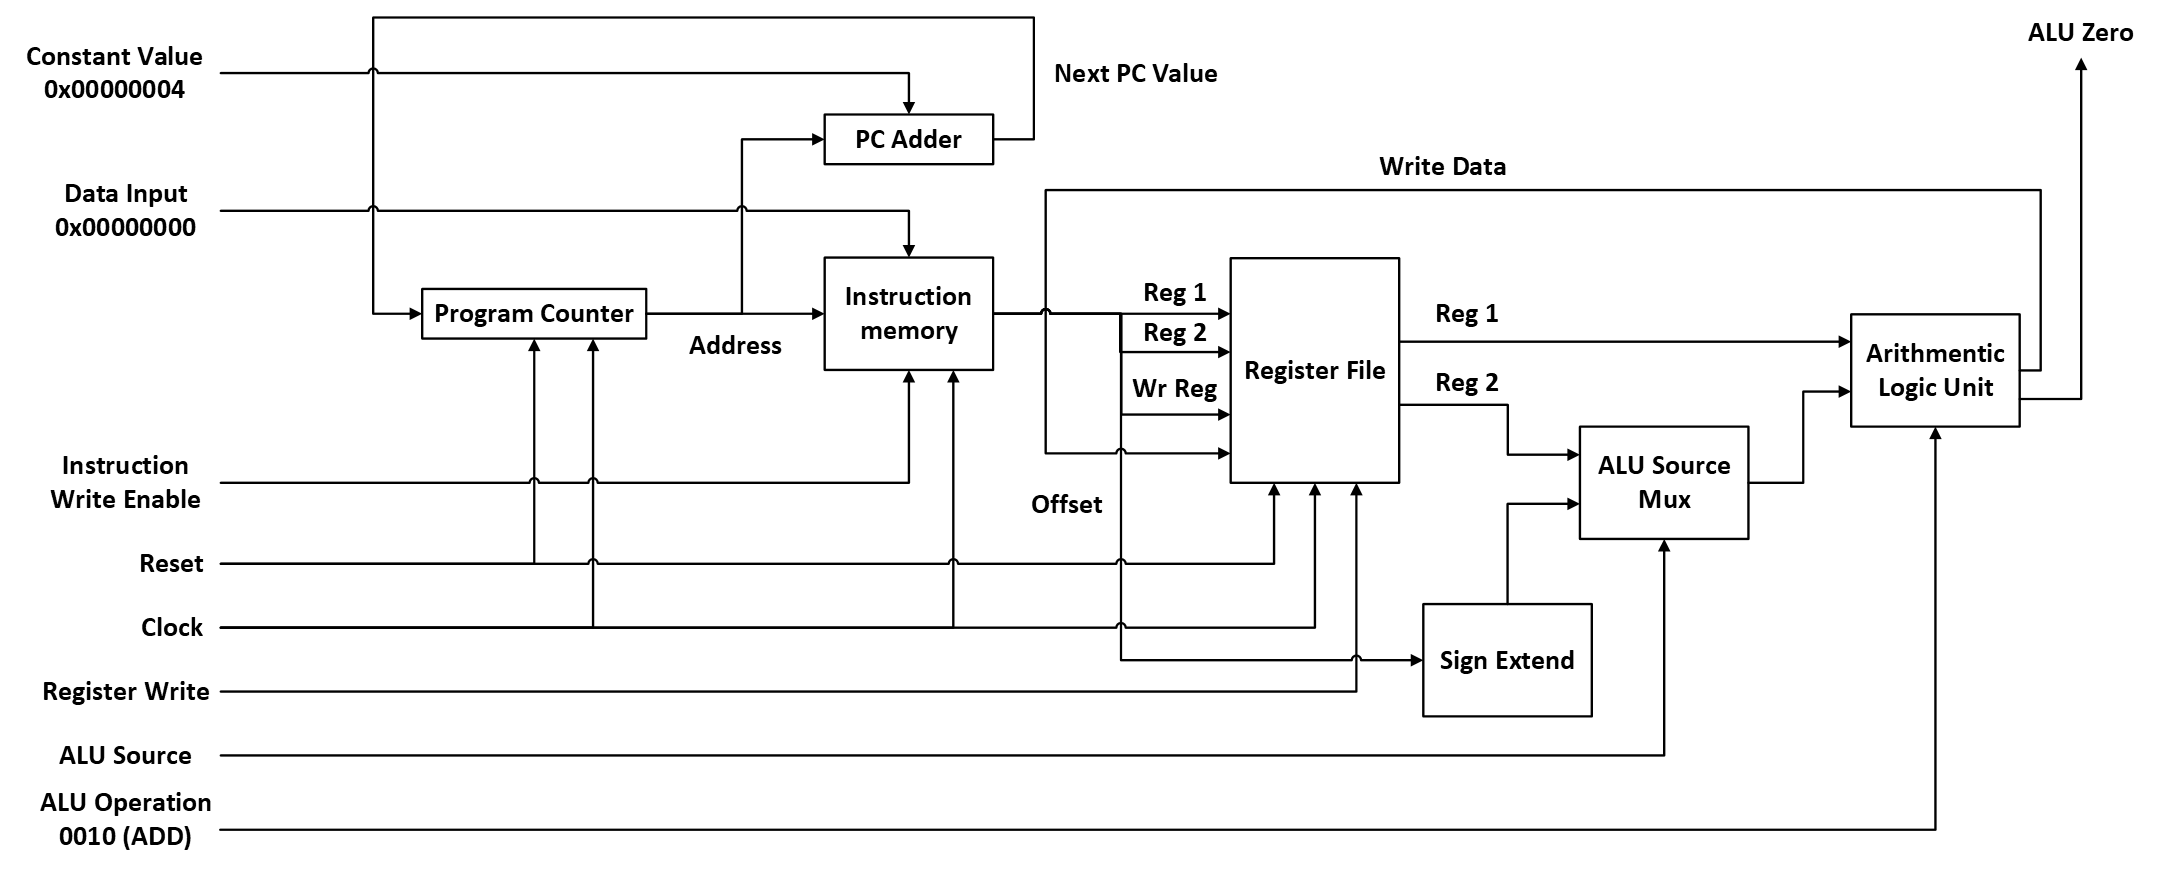 ALU Zero
Constant Value
0x00000004
Next PC Value
PC Adder
Write Data
Data Input
0x00000000
Instruction
memory
Reg 1
Program Counter
Reg 1
Reg 2
Address
Arithmentic
Logic Unit
Register File
Wr Reg
Reg 2
Instruction
Write Enable
ALU Source
Mux
Offset
Reset
Clock
Sign Extend
Register Write
ALU Source
ALU Operation
0010 (ADD)